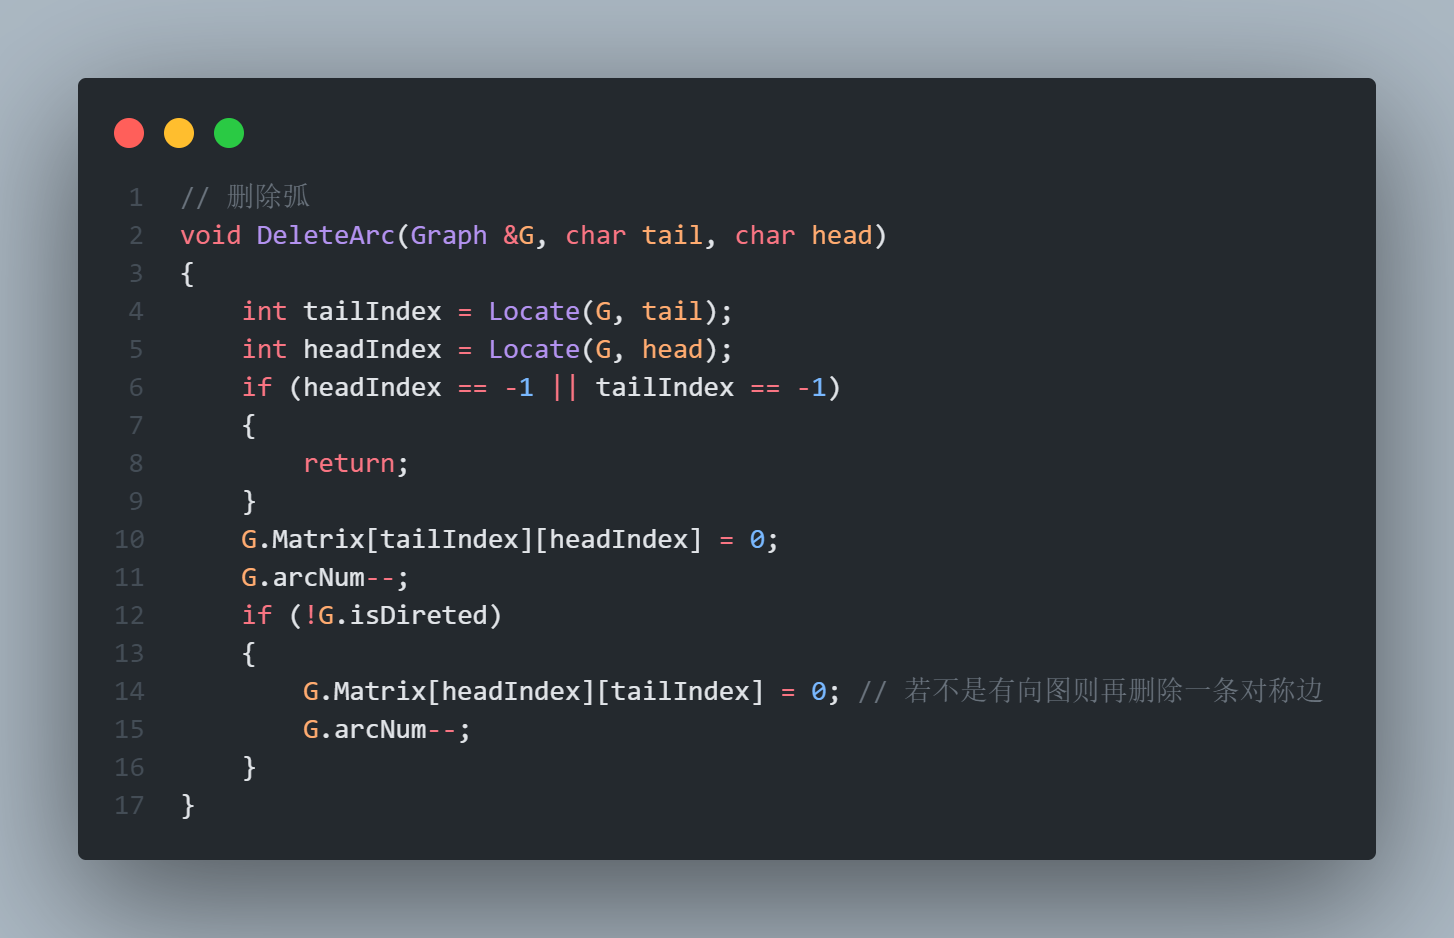 1 // 删除弧
2 void DeleteArc(Graph &G, char tail, char head)
3 {
4     int tailIndex = Locate(G, tail);
5     int headIndex = Locate(G, head);
6     if (headIndex == -1 || tailIndex == -1)
7     {
8         return;
9     }
10     G.Matrix[tailIndex][headIndex] = 0;
11     G.arcNum--;
12     if (!G.isDireted)
13     {
14         G.Matrix[headIndex][tailIndex] = 0; // 若不是有向图则再删除一条对称边
15         G.arcNum--;
16     }
17 }